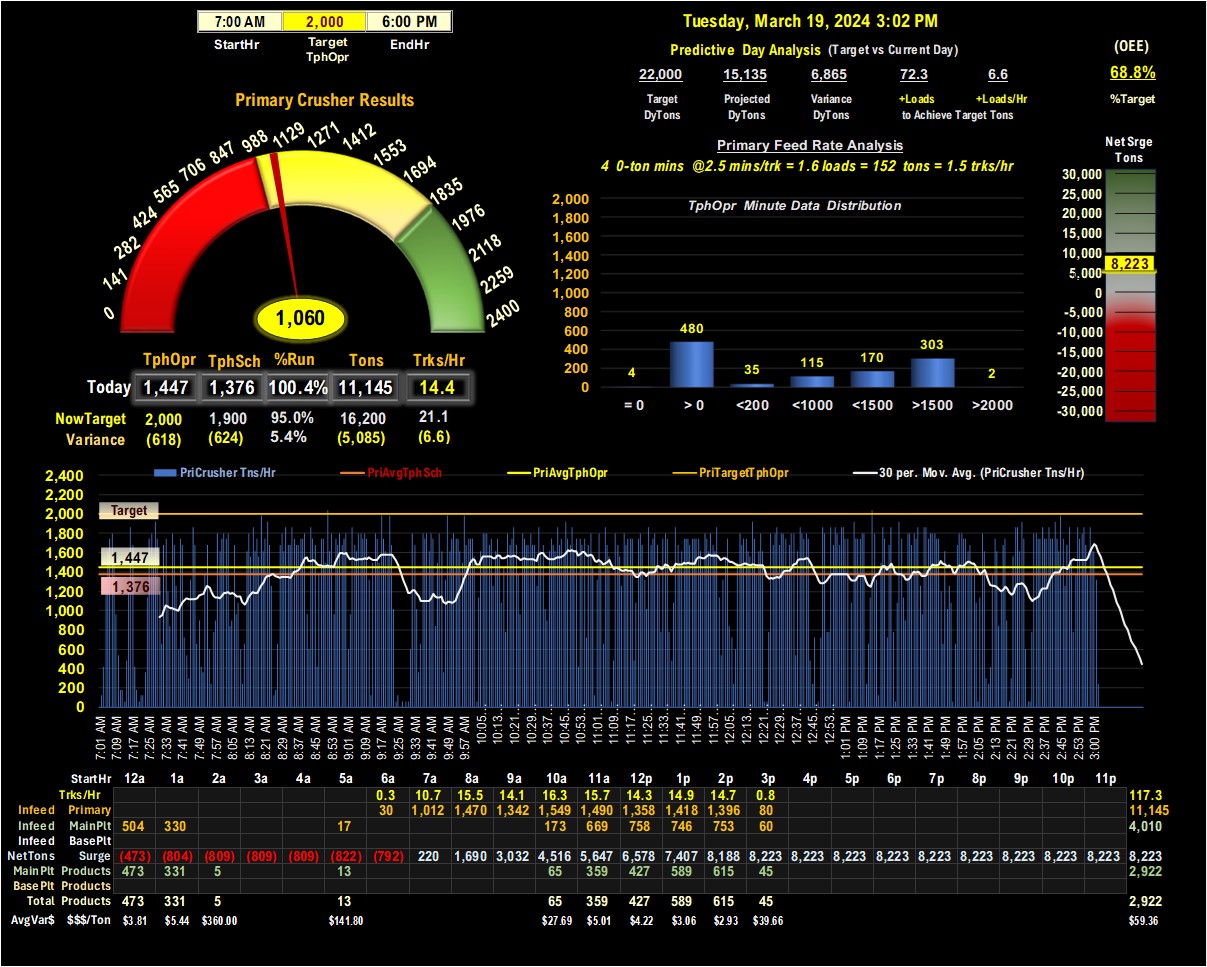 7:00 AM 2,000 6:00 PM
StartHr Target TphOpr EndHr
Tuesday, March 19, 2024 3:02 PM
Predictive Day Analysis (Target vs Current Day)
22,000 15,135 6,865 72.3 6.6
Target DyTons Projected DyTons Variance DyTons +Loads +Loads/Hr
to Achieve Target Tons
(OEE)
68.8%
%Target
Primary Crusher Results
0 141 282 424 565 706 847 988 1129 1271 1412 1553 1694 1835 1976 2118 2259 2400
1,060
TphOpr TphSch %Run Tons Trks/Hr
Today 1,447 1,376 100.4% 11,145 14.4
NowTarget 2,000 1,900 95.0% 16,200 21.1
Variance (618) (624) 5.4% (5,085) (6.6)
Primary Feed Rate Analysis
4 0-ton mins @2.5 mins/trk = 1.6 loads = 152 tons = 1.5 trks/hr
TphOpr Minute Data Distribution
2,000
1,800
1,600
1,400
1,200
1,000
800
600
400
200
0
4 480 35 115 170 303 2
= 0 > 0 <200 <1000 <1500 >1500 >2000
Net Srge
Tons
30,000
25,000
20,000
15,000
10,000
8,223
5,000
0
-5,000
-10,000
-15,000
-20,000
-25,000
-30,000
PriCrusher Tns/Hr PriAvgTphSch PriAvgTphOpr PriTargetTphOpr 30 per. Mov. Avg. (PriCrusher Tns/Hr)
2,400
2,200
2,000
1,800
1,600
1,400
1,200
1,000
800
600
400
200
0
Target
1,447
1,376
7:01 AM 7:09 AM 7:17 AM 7:25 AM 7:33 AM 7:41 AM 7:49 AM 7:57 AM 8:05 AM 8:13 AM 8:21 AM 8:29 AM 8:37 AM 8:45 AM 8:53 AM 9:01 AM 9:09 AM 9:17 AM 9:25 AM 9:33 AM 9:41 AM 9:49 AM 9:57 AM 10:05… 10:13… 10:21… 10:29… 10:37… 10:45… 10:53… 11:01… 11:09… 11:17… 11:25… 11:33… 11:41… 11:49… 11:57… 12:05… 12:13… 12:21… 12:29… 12:37… 12:45… 12:53… 1:01 PM 1:09 PM 1:17 PM 1:25 PM 1:33 PM 1:41 PM 1:49 PM 1:57 PM 2:05 PM 2:13 PM 2:21 PM 2:29 PM 2:37 PM 2:45 PM 2:53 PM 3:00 PM
StartHr 12a 1a 2a 3a 4a 5a 6a 7a 8a 9a 10a 11a 12p 1p 2p 3p 4p 5p 6p 7p 8p 9p 10p 11p
Trks/Hr 0.3 10.7 15.5 14.1 16.3 15.7 14.3 14.9 14.7 0.8 117.3
Infeed Primary 30 1,012 1,470 1,342 1,549 1,490 1,358 1,418 1,396 80 11,145
Infeed MainPlt 504 330 17 173 669 758 746 753 60 4,010
Infeed BasePlt
NetTons Surge (473) (804) (809) (809) (809) (822) (792) 220 1,690 3,032 4,516 5,647 6,578 7,407 8,188 8,223 8,223 8,223 8,223 8,223 8,223 8,223 8,223 8,223 8,223
MainPlt Products 473 331 5 13 65 359 427 589 615 45 2,922
BasePlt Products
Total Products 473 331 5 13 65 359 427 589 615 45 2,922
AvgVar$ $$$/Ton $3.81 $5.44 $360.00 $141.80 $27.69 $5.01 $4.22 $3.06 $2.93 $39.66 $59.36